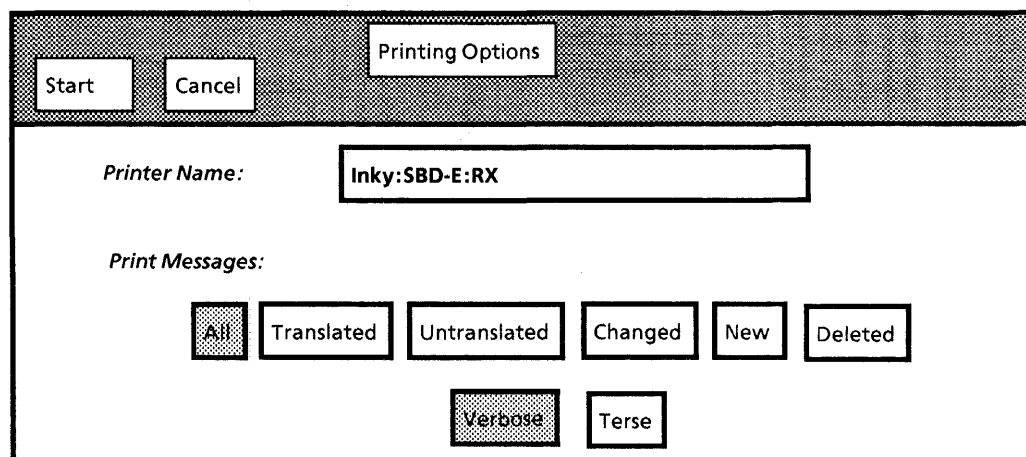 Printing Options
Start Cancel
Printer Name: Inky:SBD-E:RX
Print Messages:
All Translated Untranslated Changed New Deleted
Verbose Terse